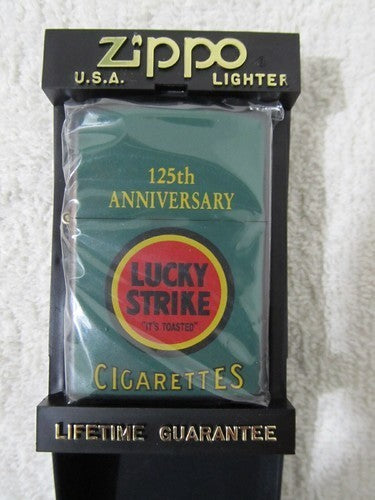 Zippo
U.S.A. LIGHTER
125th
ANNIVERSARY
LUCKY
STRIKE
"IT'S TOASTED"
CIGARETTES
LIFETIME GUARANTEE